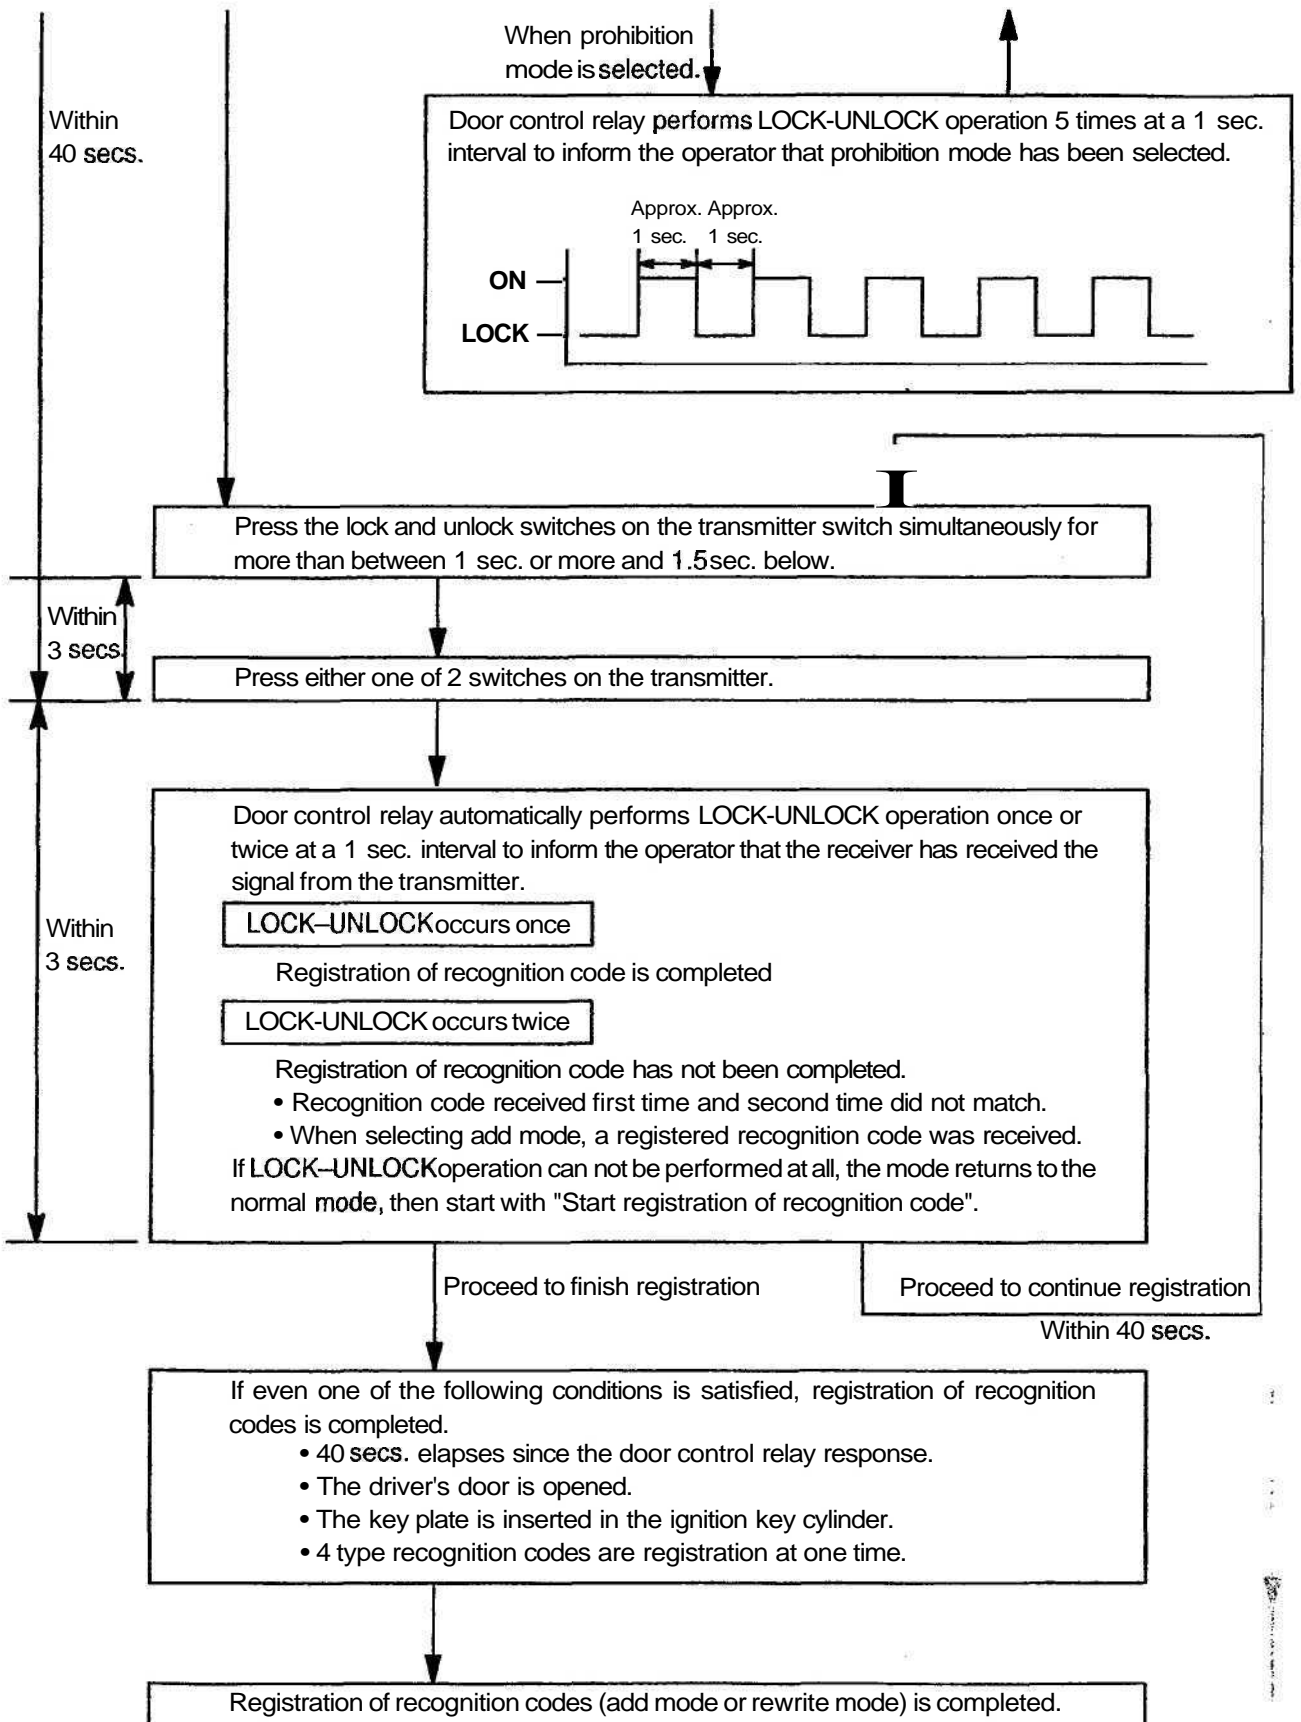 When prohibition
mode is selected.
Within
40 secs.
Door control relay performs LOCK-UNLOCK operation 5 times at a 1 sec.
interval to inform the operator that prohibition mode has been selected.
Approx. Approx.
1 sec. 1 sec.
ON
LOCK
I
Press the lock and unlock switches on the transmitter switch simultaneously for
more than between 1 sec. or more and 1.5 sec. below.
Within
3 secs.
Press either one of 2 switches on the transmitter.
Door control relay automatically performs LOCK-UNLOCK operation once or
twice at a 1 sec. interval to inform the operator that the receiver has received the
signal from the transmitter.
LOCK–UNLOCK occurs once
Within
3 secs.
Registration of recognition code is completed
LOCK-UNLOCK occurs twice
Registration of recognition code has not been completed.
• Recognition code received first time and second time did not match.
• When selecting add mode, a registered recognition code was received.
If LOCK–UNLOCK operation can not be performed at all, the mode returns to the
normal mode, then start with "Start registration of recognition code".
Proceed to finish registration
Proceed to continue registration
Within 40 secs.
If even one of the following conditions is satisfied, registration of recognition
codes is completed.
• 40 secs. elapses since the door control relay response.
• The driver's door is opened.
• The key plate is inserted in the ignition key cylinder.
• 4 type recognition codes are registration at one time.
Registration of recognition codes (add mode or rewrite mode) is completed.